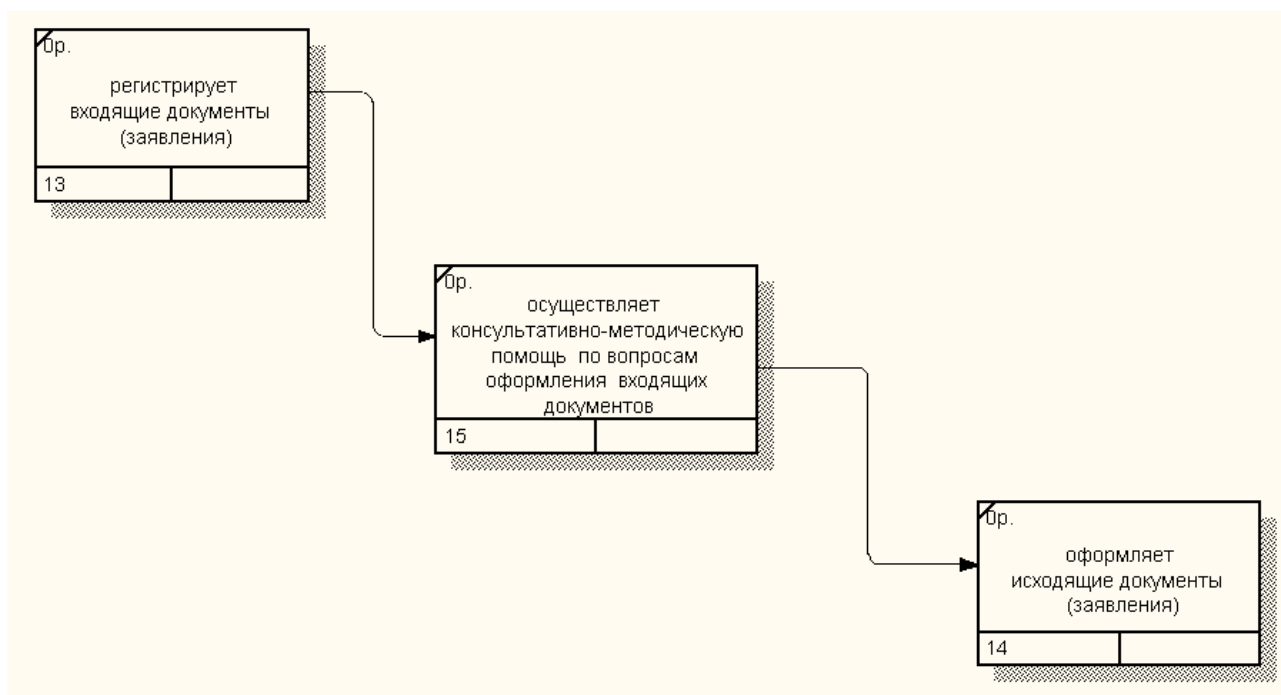 0р.
регистрирует
входящие документы
(заявления)
13
0р.
осуществляет
консультативно-методическую
помощь по вопросам
оформления входящих
документов
15
0р.
оформляет
исходящие документы
(заявления)
14